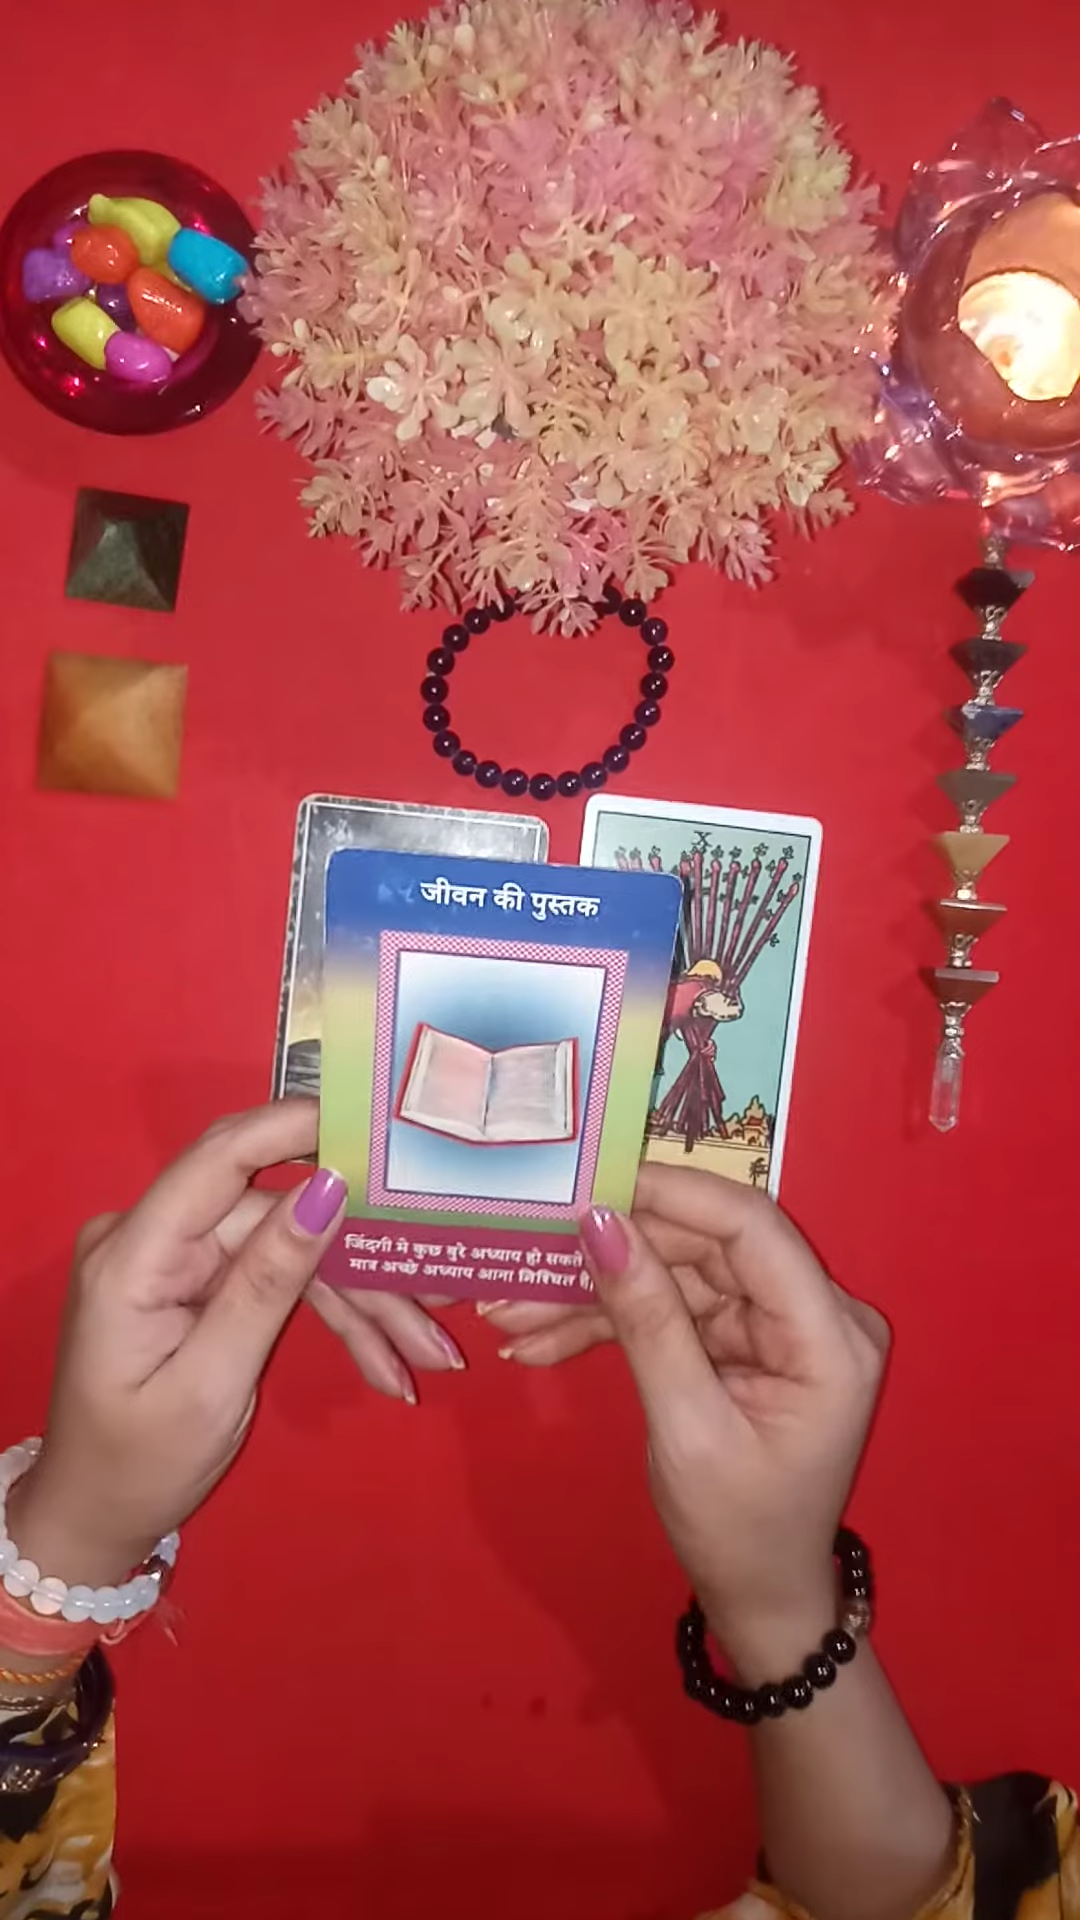 X
जीवन की पुस्तक
जिंदगी मे कुछ बुरे अध्याय हो सकते
मात्र अच्छे अध्याय आना निश्चित है।